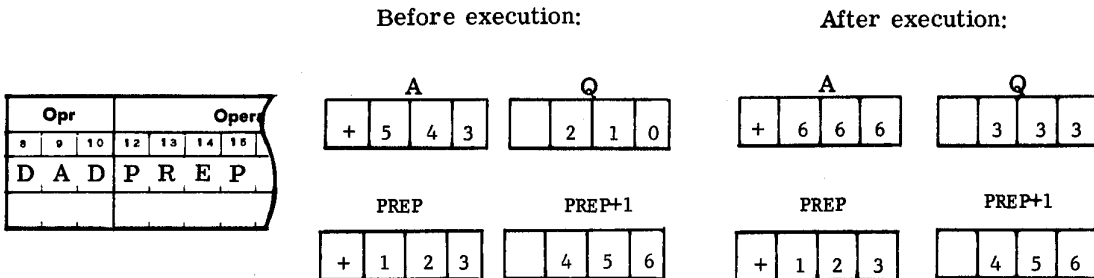 Before execution: After execution:
A Q A Q
Opr Oper
+ 5 4 3 2 1 0 + 6 6 6 3 3 3
8 9 10 12 13 14 15
D A D P R E P
PREP PREP+1 PREP PREP+1
+ 1 2 3 4 5 6 + 1 2 3 4 5 6